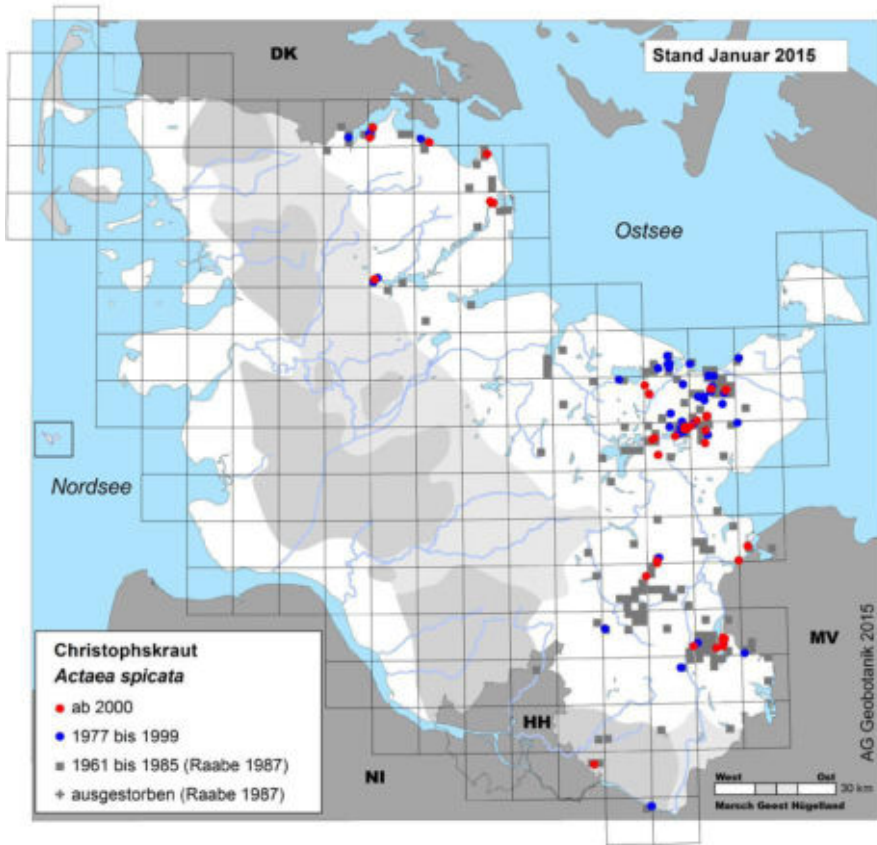 DK
Stand Januar 2015
Ostsee
Nordsee
Christophskraut
Actaea spicata
ab 2000
1977 bis 1999
1961 bis 1985 (Raabe 1987)
ausgestorben (Raabe 1987)
HH
NI
MV
West Ost
30 km
Marsch Geest Hügelland
AG Geobotanik 2015